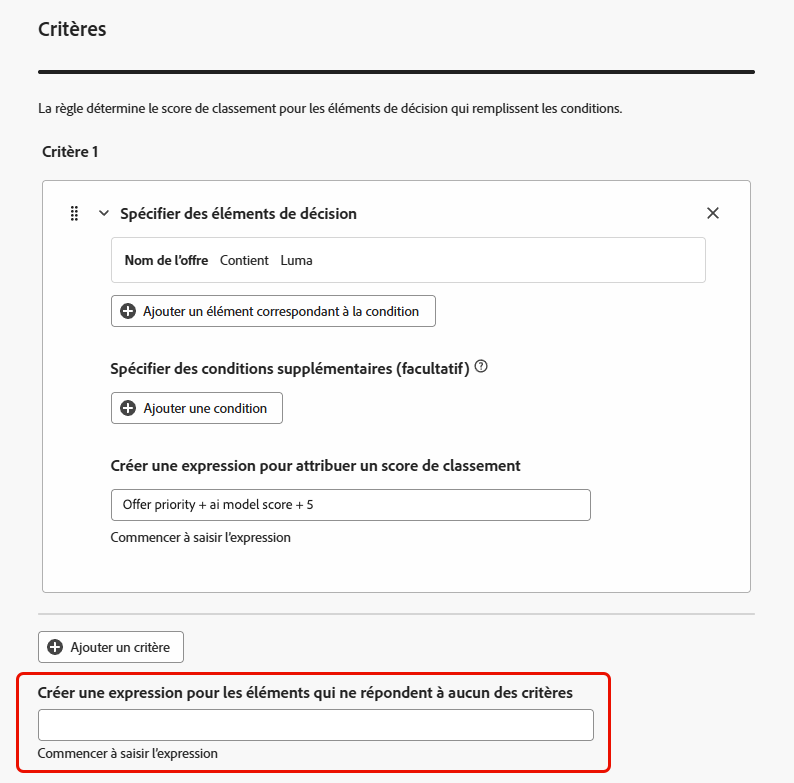 Critères
La règle détermine le score de classement pour les éléments de décision qui remplissent les conditions.
Critère 1
Spécifier des éléments de décision
Nom de l'offre Contient Luma
Ajouter un élément correspondant à la condition
Spécifier des conditions supplémentaires (facultatif)
Ajouter une condition
Créer une expression pour attribuer un score de classement
Offer priority + ai model score + 5
Commencer à saisir l'expression
Ajouter un critère
Créer une expression pour les éléments qui ne répondent à aucun des critères
Commencer à saisir l'expression